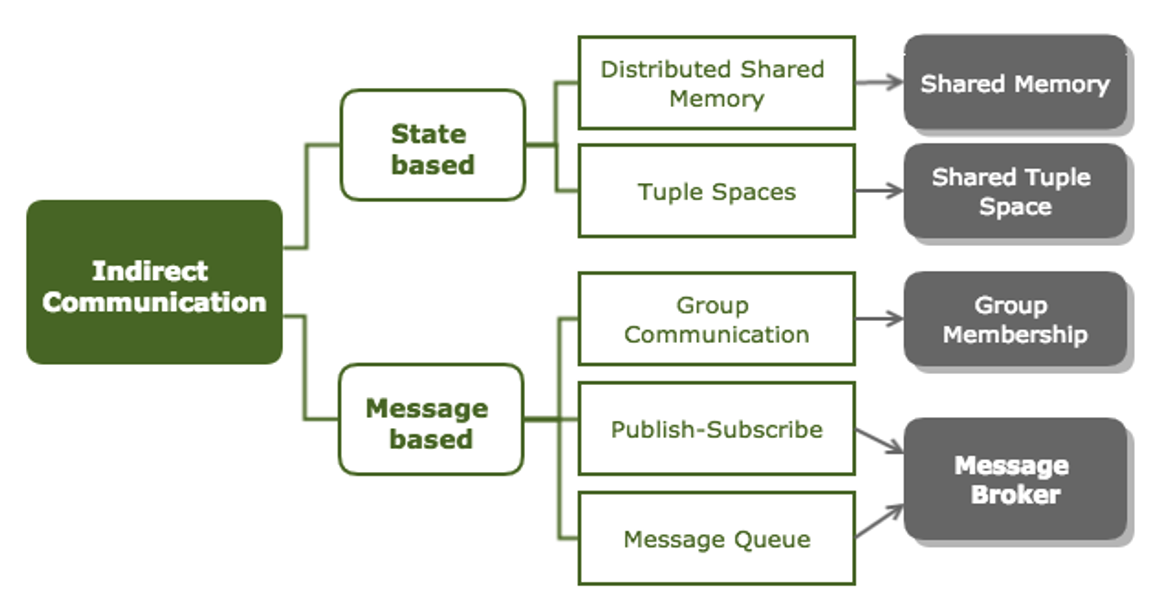 Indirect
Communication
State
based
Message
based
Distributed Shared
Memory
Tuple Spaces
Group
Communication
Publish-Subscribe
Message Queue
Shared Memory
Shared Tuple
Space
Group
Membership
Message
Broker